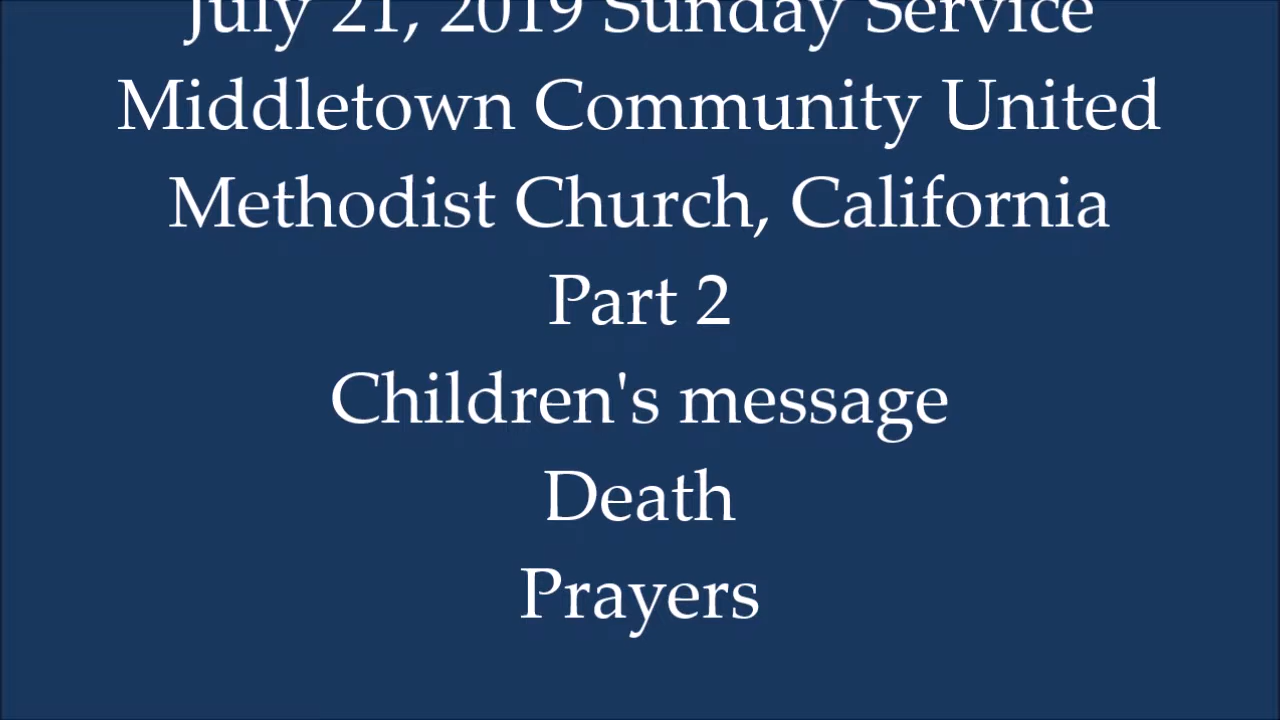 July 21, 2019 Sunday Service
Middletown Community United
Methodist Church, California
Part 2
Children's message
Death
Prayers